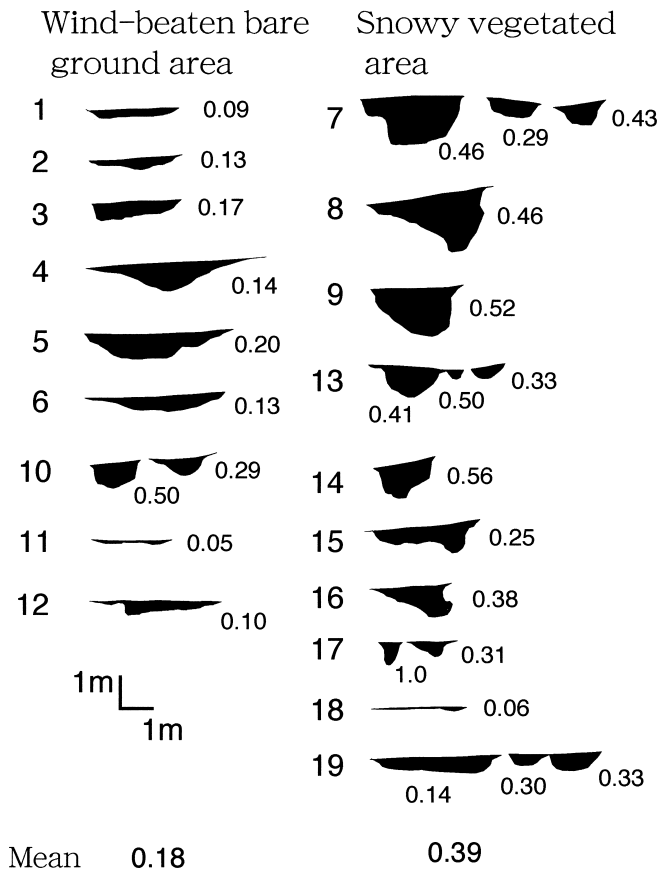 Wind-beaten bare
ground area
1 0.09
2 0.13
3 0.17
4 0.14
5 0.20
6 0.13
10 0.50 0.29
11 0.05
12 0.10
1m
1m
Snowy vegetated
area
7 0.46 0.29 0.43
8 0.46
9 0.52
13 0.41 0.50 0.33
14 0.56
15 0.25
16 0.38
17 1.0 0.31
18 0.06
19 0.14 0.30 0.33
Mean 0.18 0.39